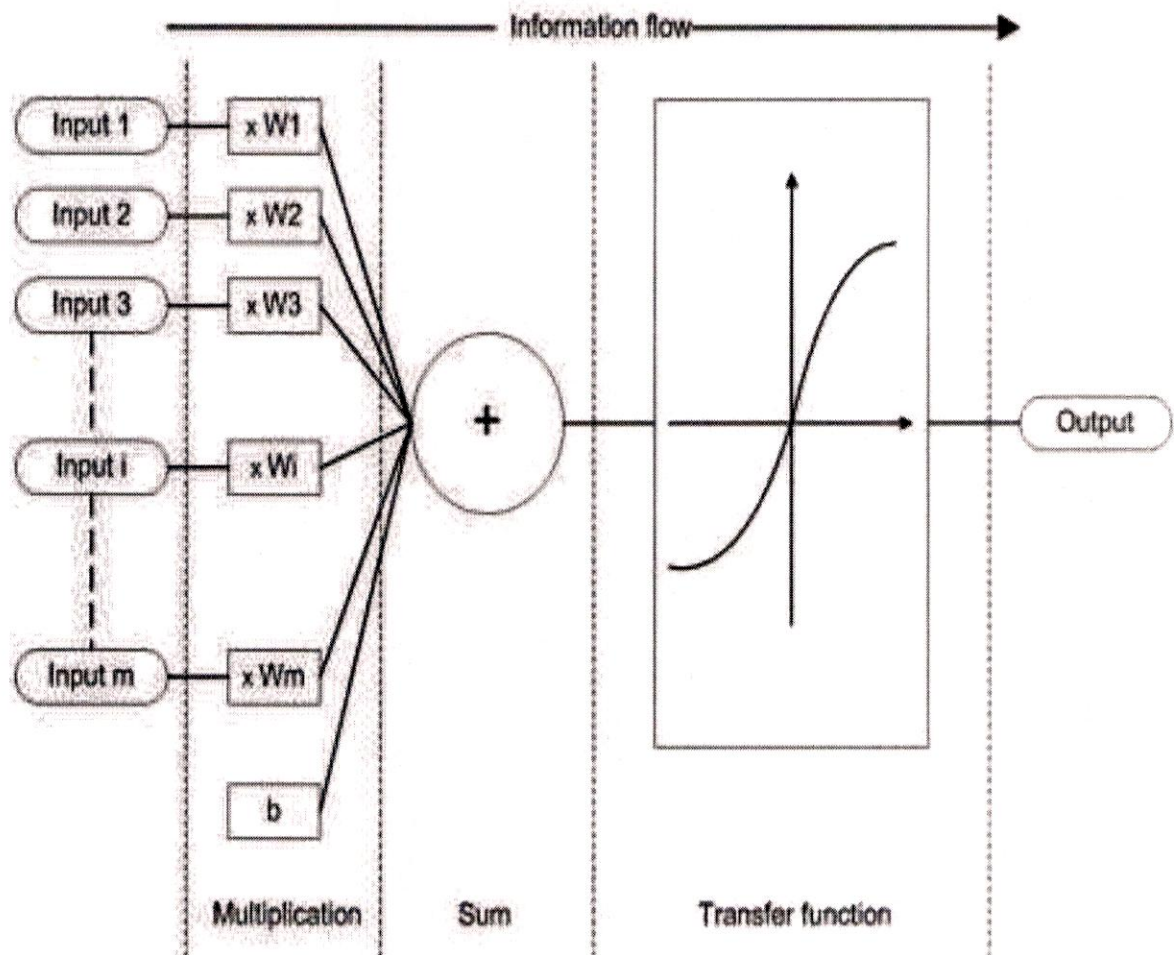 Information flow
Input 1
x W1
Input 2
x W2
Input 3
x W3
+
Output
Input i
x Wi
Input m
x Wm
b
Multiplication
Sum
Transfer function